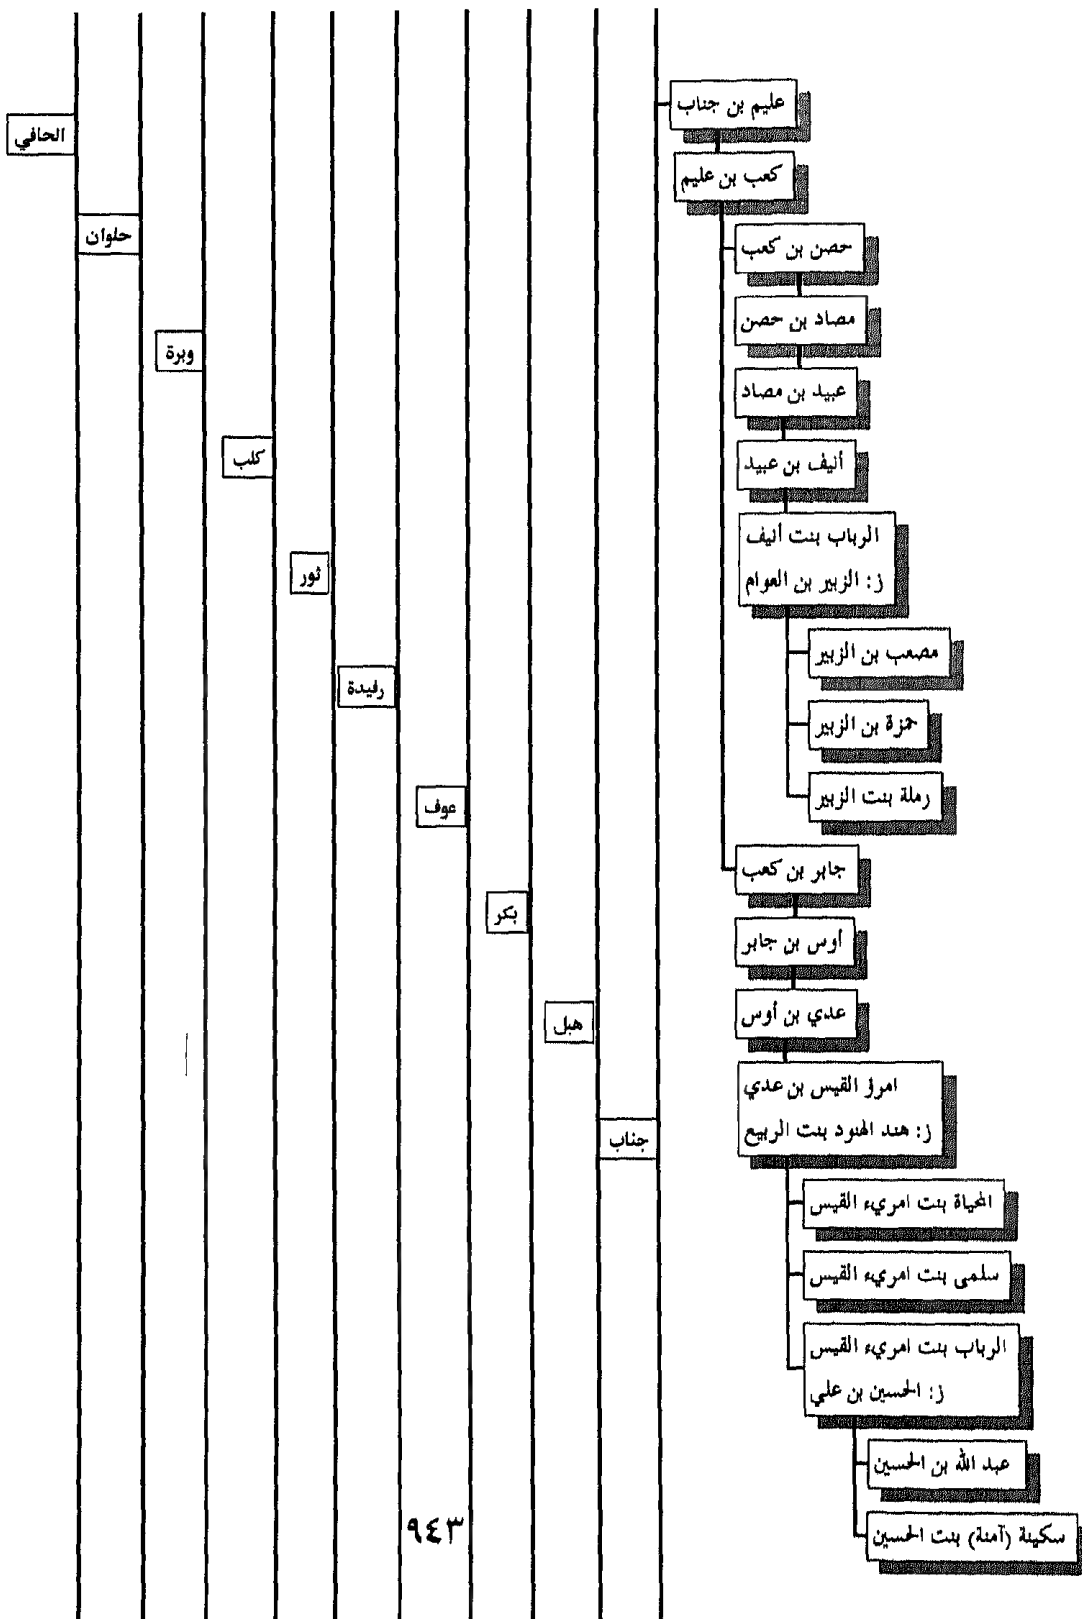 عليم بن جناب
كعب بن عليم
حصن بن كعب
مصاد بن حصن
عبيد بن مصاد
أنيف بن عبيد
الرباب بنت أنيف
ز: الزبير بن العوام
مصعب بن الزبير
حمزة بن الزبير
رملة بنت الزبير
جابر بن كعب
أوس بن جابر
عدي بن أوس
امرؤ القيس بن عدي
ز: هند الهنود بنت الربيع
المحياة بنت امريء القيس
سلمى بنت امريء القيس
الرباب بنت امريء القيس
ز: الحسين بن علي
عبد الله بن الحسين
سكينة (آمنة) بنت الحسين
جناب
هبل
بكر
عوف
رفيدة
ثور
كلب
وبرة
حلوان
الحافي
٩٤٣